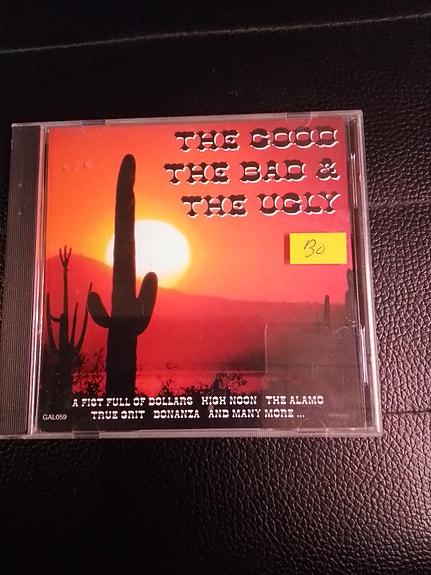 THE GOOD
THE BAD &
THE UGLY
30
A FIST FULL OF DOLLARS HIGH NOON THE ALAMO
TRUE GRIT BONANZA AND MANY MORE ...
GAL059